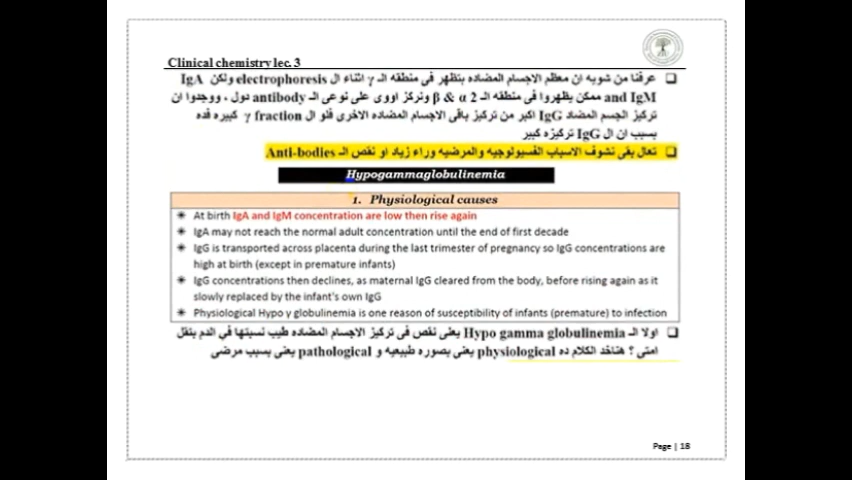 Clinical chemistry lec. 3
عرفنا من شويه ان معظم الاجسام المضاده بتظهر فى منطقه الـ γ اثناء ال electrophoresis ولكن IgA
and IgM ممكن يظهروا فى منطقه الـ β & α 2 وتركز اووى على نوعى الـ antibody دول ، ووجدوا ان
تركيز الجسم المضاد IgG اكبر من تركيز باقى الاجسام المضاده الاخرى فلو ال γ fraction كبيره فده
بسبب ان ال IgG تركيزه كبير
تعال بقى نشوف الاسباب الفسيولوجيه والمرضيه وراء زياد او نقص الـ Anti-bodies
Hypogammaglobulinemia
1. Physiological causes
At birth IgA and IgM concentration are low then rise again
IgA may not reach the normal adult concentration until the end of first decade
IgG is transported across placenta during the last trimester of pregnancy so IgG concentrations are
high at birth (except in premature infants)
IgG concentrations then declines, as maternal IgG cleared from the body, before rising again as it
slowly replaced by the infant's own IgG
Physiological Hypo γ globulinemia is one reason of susceptibility of infants (premature) to infection
اولا الـ Hypo gamma globulinemia يعنى نقص فى تركيز الاجسام المضاده طيب نسبتها فى الدم بتقل
امتى ؟ هناخد الكلام ده physiological يعنى بصوره طبيعيه و pathological يعنى بسبب مرضى
Page | 18